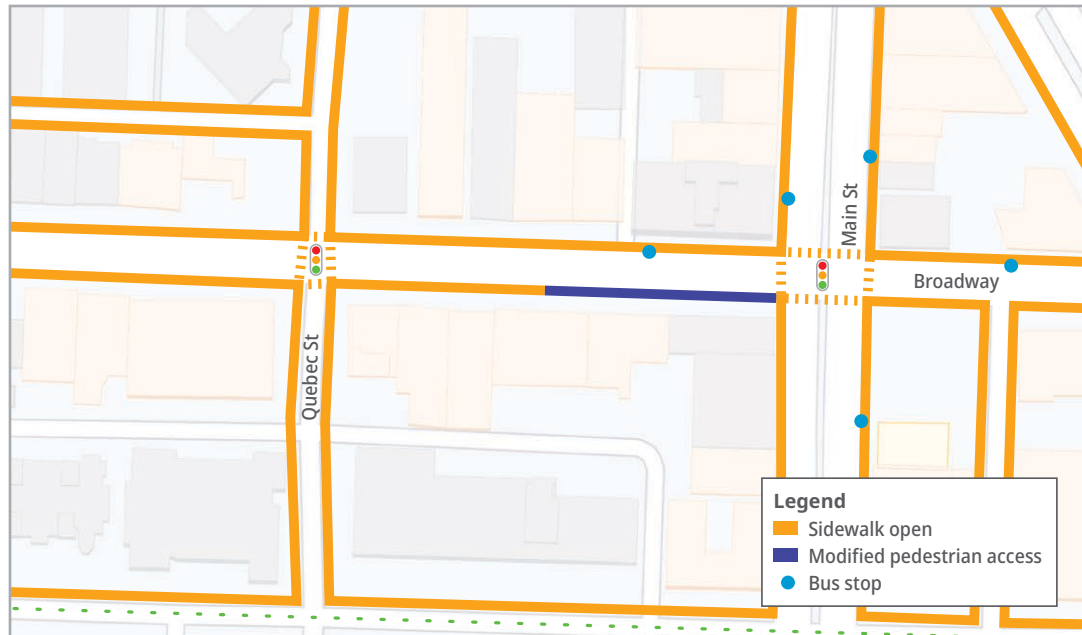 Main St
Broadway
Quebec St
Legend
Sidewalk open
Modified pedestrian access
Bus stop